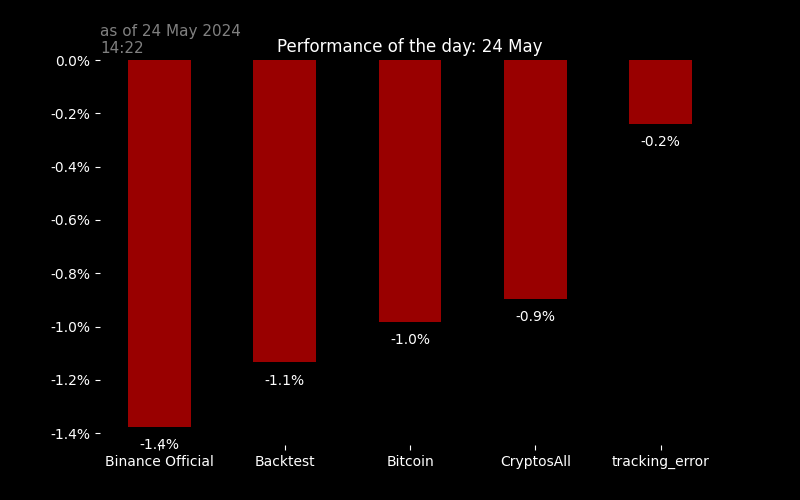 as of 24 May 2024
14:22
Performance of the day: 24 May
0.0%
-0.2%
-0.4%
-0.6%
-0.8%
-1.0%
-1.2%
-1.4%
-1.4%
-1.1%
-1.0%
-0.9%
-0.2%
Binance Official
Backtest
Bitcoin
CryptosAll
tracking_error